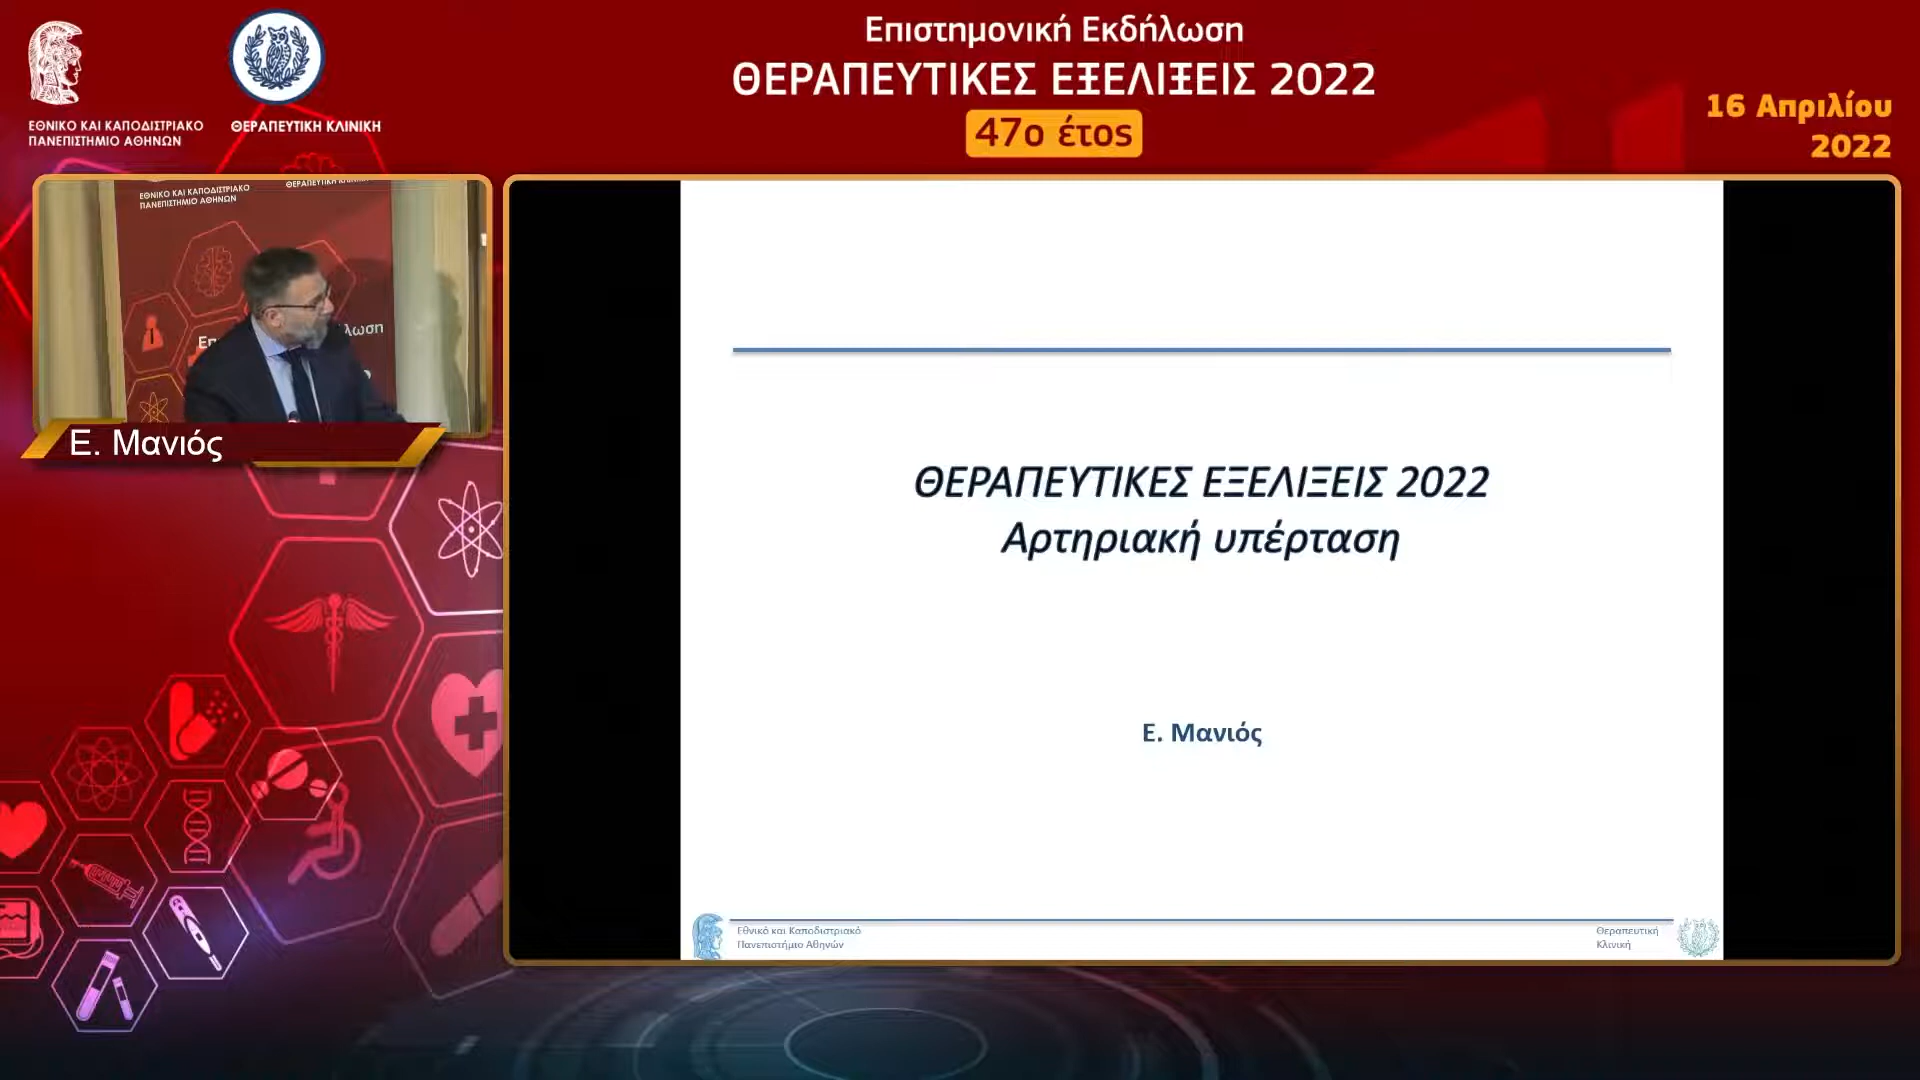 Επιστημονική Εκδήλωση
ΘΕΡΑΠΕΥΤΙΚΕΣ ΕΞΕΛΙΞΕΙΣ 2022
47ο έτος
16 Απριλίου
2022
ΕΘΝΙΚΟ ΚΑΙ ΚΑΠΟΔΙΣΤΡΙΑΚΟ
ΠΑΝΕΠΙΣΤΗΜΙΟ ΑΘΗΝΩΝ
ΘΕΡΑΠΕΥΤΙΚΗ ΚΛΙΝΙΚΗ
ΕΘΝΙΚΟ ΚΑΙ ΚΑΠΟΔΙΣΤΡΙΑΚΟ
ΠΑΝΕΠΙΣΤΗΜΙΟ ΑΘΗΝΩΝ
Ε. Μανιός
ΘΕΡΑΠΕΥΤΙΚΕΣ ΕΞΕΛΙΞΕΙΣ 2022
Αρτηριακή υπέρταση
Ε. Μανιός
Εθνικό και Καποδιστριακό
Πανεπιστήμιο Αθηνών
Θεραπευτική
Κλινική